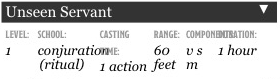 Unseen Servant
LEVEL: SCHOOL: CASTING TIME: RANGE: COMPONENTS: DURATION:
1 conjuration (ritual) 1 action 60 feet v s m 1 hour